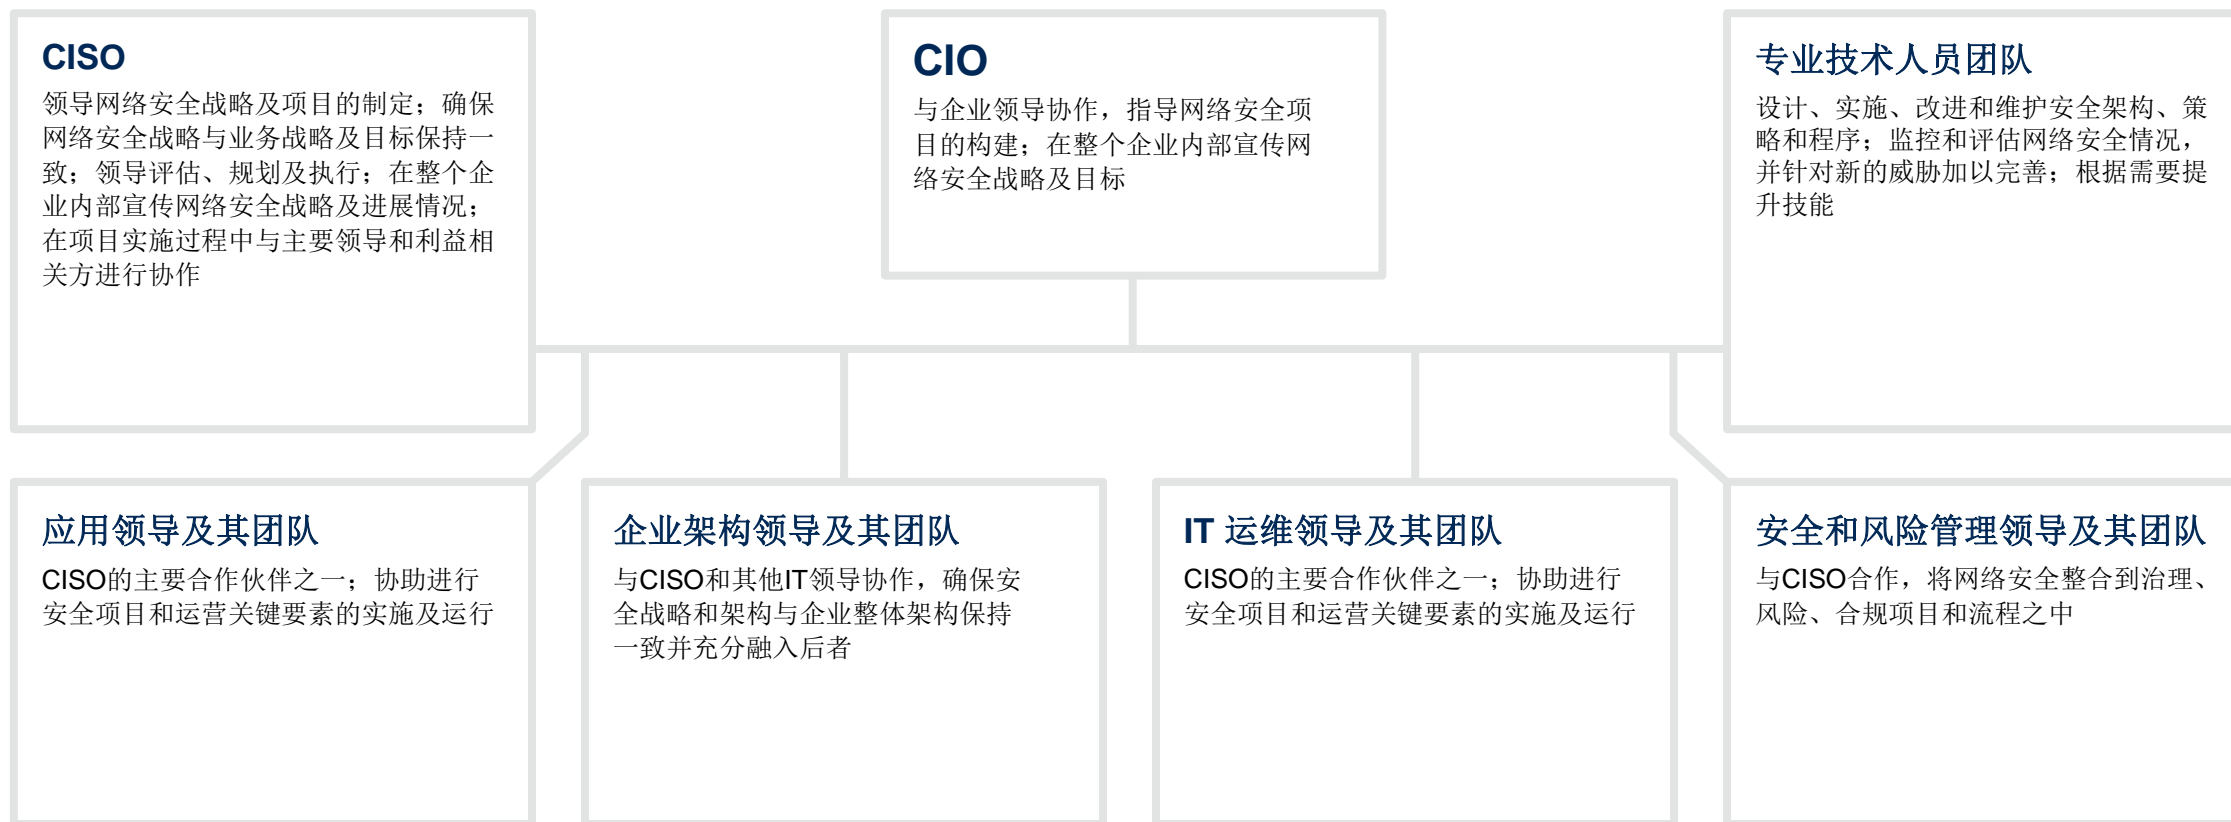 CISO
领导网络安全战略及项目的制定；确保
网络安全战略与业务战略及目标保持一
致；领导评估、规划及执行；在整个企
业内部宣传网络安全战略及进展情况；
在项目实施过程中与主要领导和利益相
关方进行协作
CIO
与企业领导协作，指导网络安全项
目的构建；在整个企业内部宣传网
络安全战略及目标
专业技术人员团队
设计、实施、改进和维护安全架构、策
略和程序；监控和评估网络安全情况，
并针对新的威胁加以完善；根据需要提
升技能
应用领导及其团队
CISO的主要合作伙伴之一；协助进行
安全项目和运营关键要素的实施及运行
企业架构领导及其团队
与CISO和其他IT领导协作，确保安
全战略和架构与企业整体架构保持
一致并充分融入后者
IT 运维领导及其团队
CISO的主要合作伙伴之一；协助进行
安全项目和运营关键要素的实施及运行
安全和风险管理领导及其团队
与CISO合作，将网络安全整合到治理、
风险、合规项目和流程之中